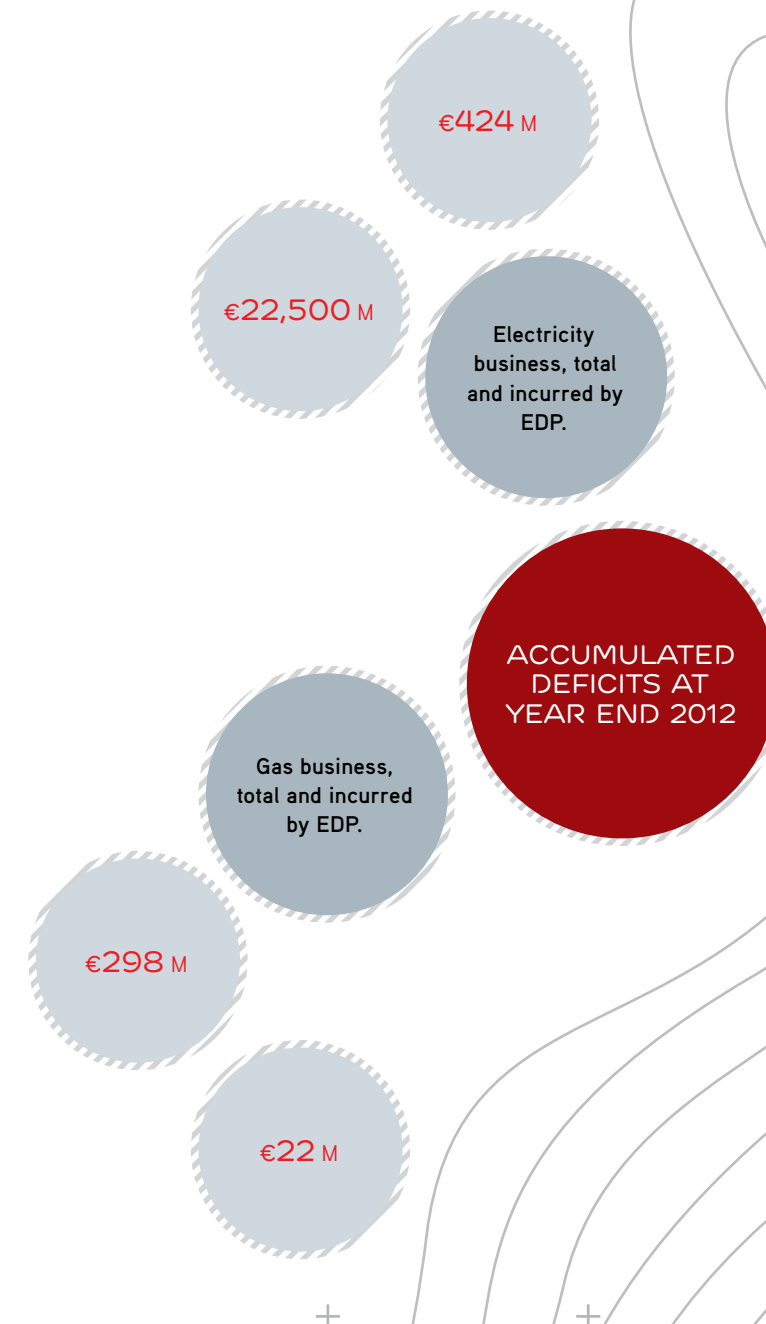 €424 M
€22,500 M
Electricity
business, total
and incurred by
EDP.
ACCUMULATED
DEFICITS AT
YEAR END 2012
Gas business,
total and incurred
by EDP.
€298 M
€22 M